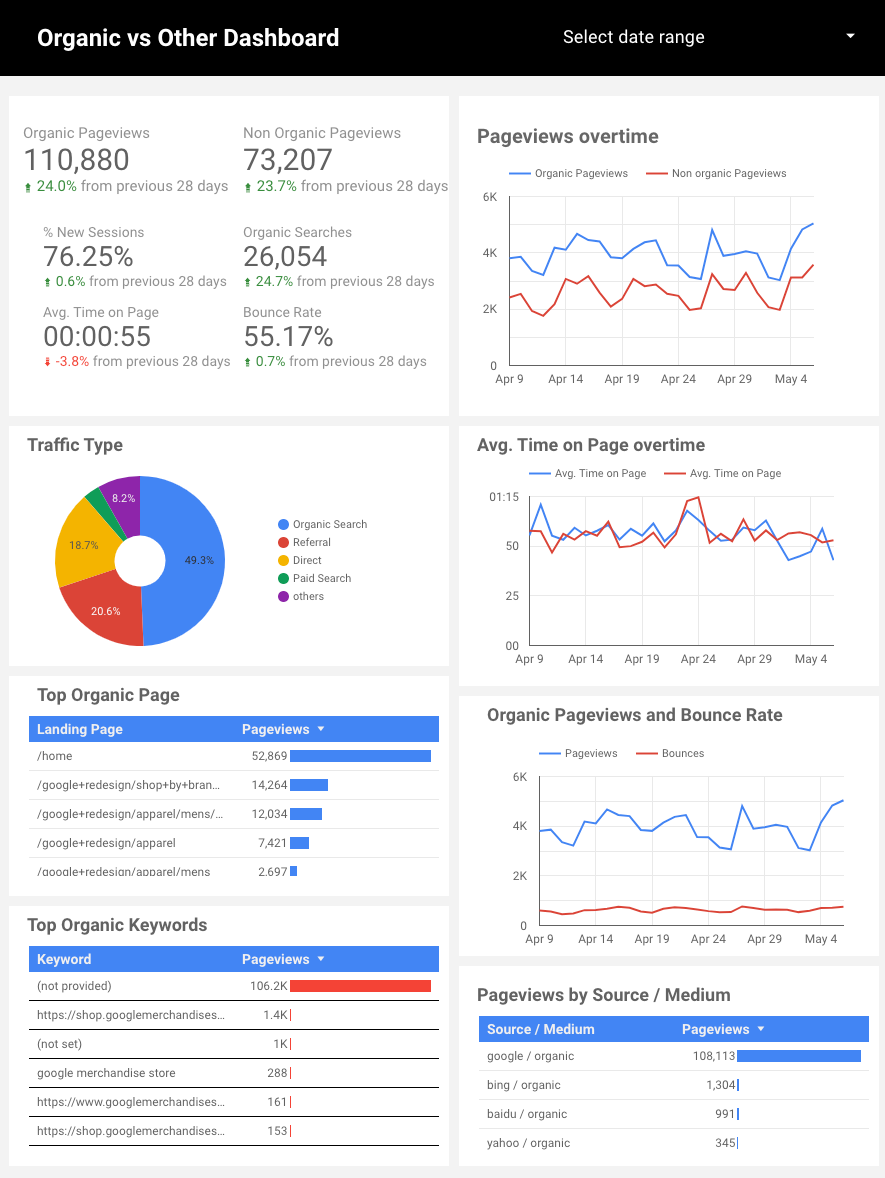 Organic vs Other Dashboard
Select date range
Organic Pageviews
110,880
24.0% from previous 28 days
Non Organic Pageviews
73,207
23.7% from previous 28 days
% New Sessions
76.25%
0.6% from previous 28 days
Organic Searches
26,054
24.7% from previous 28 days
Avg. Time on Page
00:00:55
-3.8% from previous 28 days
Bounce Rate
55.17%
0.7% from previous 28 days
Pageviews overtime
Organic Pageviews Non organic Pageviews
6K
4K
2K
0
Apr 9 Apr 14 Apr 19 Apr 24 Apr 29 May 4
Traffic Type
8.2%
18.7%
49.3%
20.6%
Organic Search
Referral
Direct
Paid Search
others
Avg. Time on Page overtime
Avg. Time on Page Avg. Time on Page
01:15
50
25
00
Apr 9 Apr 14 Apr 19 Apr 24 Apr 29 May 4
Top Organic Page
Landing Page Pageviews
/home 52,869
/google+redesign/shop+by+bran... 14,264
/google+redesign/apparel/mens/... 12,034
/google+redesign/apparel 7,421
/google+redesign/apparel/mens 2,697
Organic Pageviews and Bounce Rate
Pageviews Bounces
6K
4K
2K
0
Apr 9 Apr 14 Apr 19 Apr 24 Apr 29 May 4
Top Organic Keywords
Keyword Pageviews
(not provided) 106.2K
https://shop.googlemerchandises... 1.4K
(not set) 1K
google merchandise store 288
https://www.googlemerchandises... 161
https://shop.googlemerchandises... 153
Pageviews by Source / Medium
Source / Medium Pageviews
google / organic 108,113
bing / organic 1,304
baidu / organic 991
yahoo / organic 345